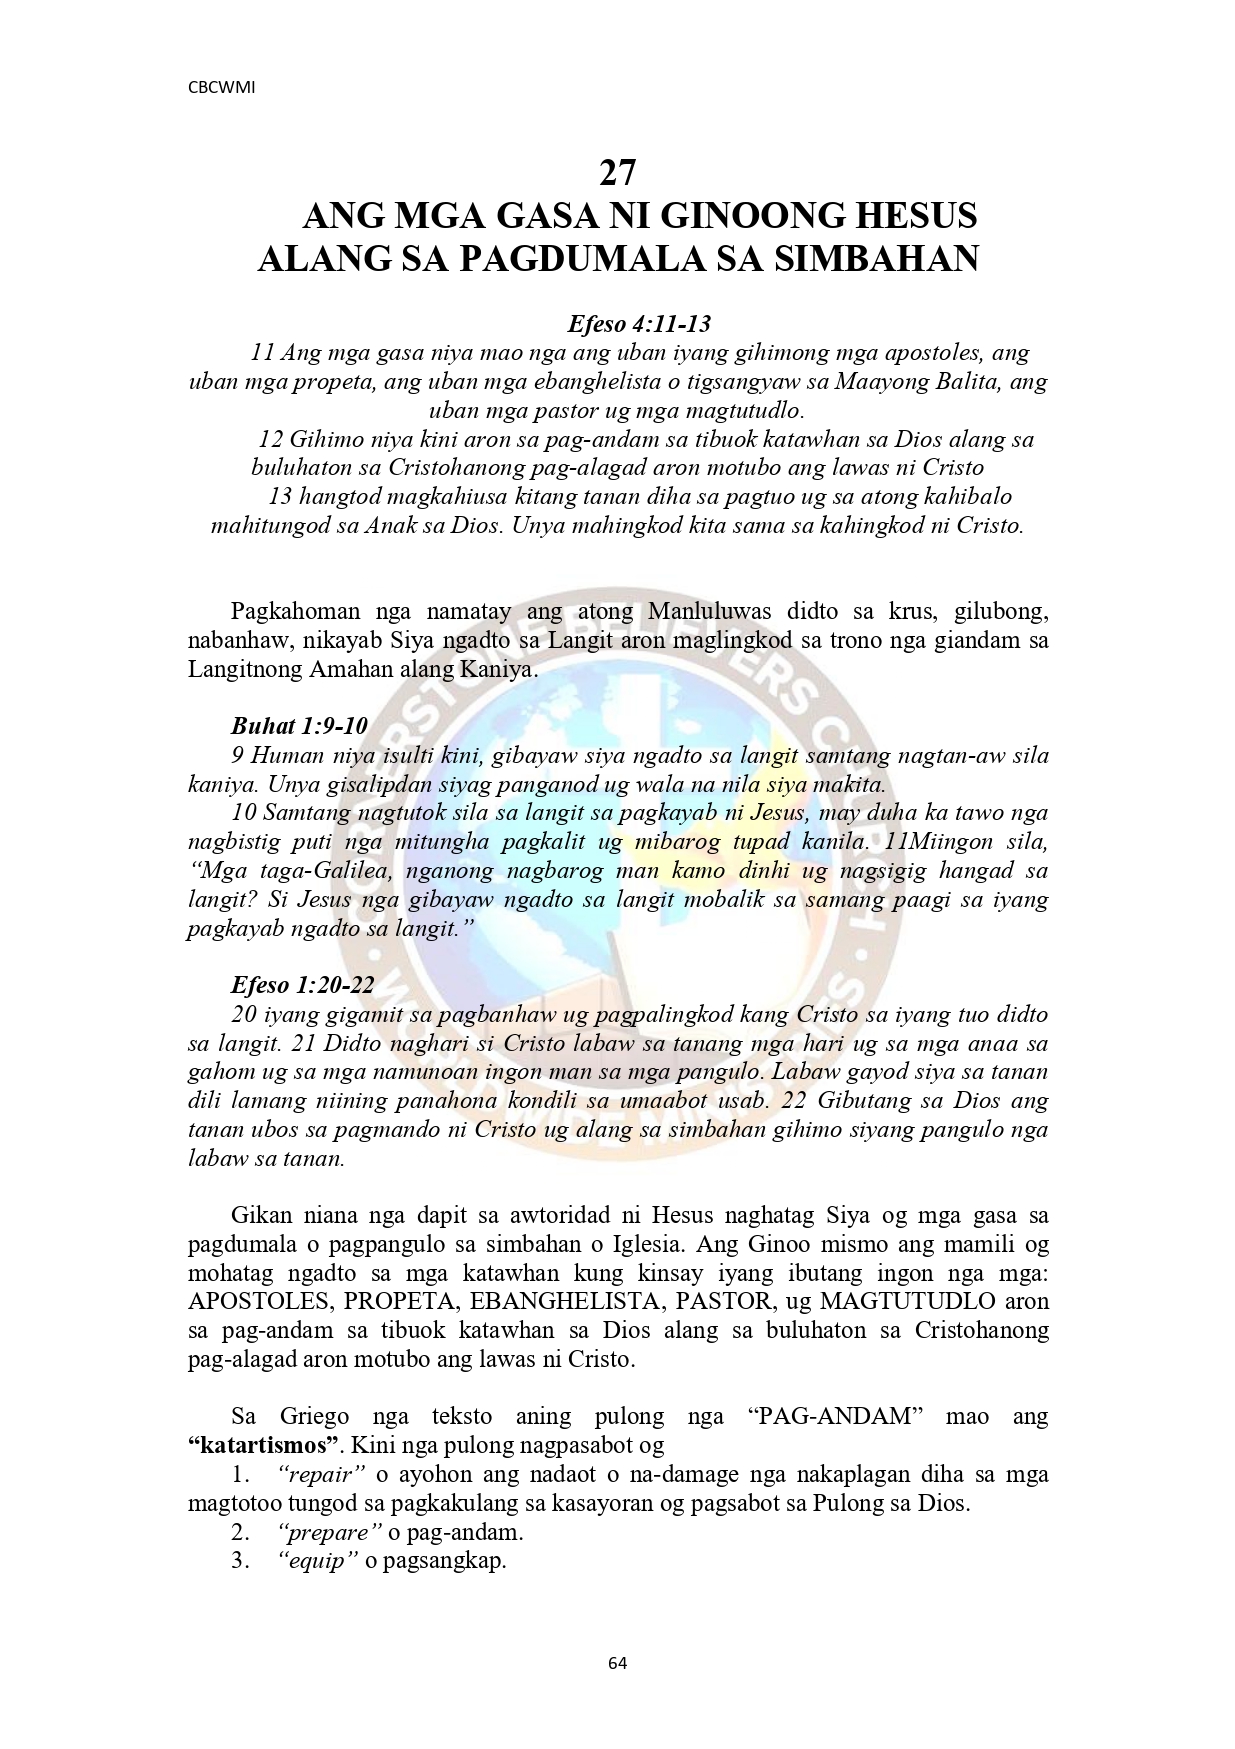 CBCWMI
27
ANG MGA GASA NI GINOONG HESUS
ALANG SA PAGDUMALA SA SIMBAHAN
Efeso 4:11-13
11 Ang mga gasa niya mao nga ang uban iyang gihimong mga apostoles, ang
uban mga propeta, ang uban mga ebanghelista o tigsangyaw sa Maayong Balita, ang
uban mga pastor ug mga magtutudlo.
12 Gihimo niya kini aron sa pag-andam sa tibuok katawhan sa Dios alang sa
buluhaton sa Cristohanong pag-alagad aron motubo ang lawas ni Cristo
13 hangtod magkahiusa kitang tanan diha sa pagtuo ug sa atong kahibalo
mahitungod sa Anak sa Dios. Unya mahingkod kita sama sa kahingkod ni Cristo.
Pagkahoman nga namatay ang atong Manluluwas didto sa krus, gilubong,
nabanhaw, nikayab Siya ngadto sa Langit aron maglingkod sa trono nga giandam sa
Langitnong Amahan alang Kaniya.
Buhat 1:9-10
9 Human niya isulti kini, gibayaw siya ngadto sa langit samtang nagtan-aw sila
kaniya. Unya gisalipdan siyag panganod ug wala na nila siya makita.
10 Samtang nagtutok sila sa langit sa pagkayab ni Jesus, may duha ka tawo nga
nagbistig puti nga mitungha pagkalit ug mibarog tupad kanila. 11Miingon sila,
“Mga taga-Galilea, nganong nagbarog man kamo dinhi ug nagsigig hangad sa
langit? Si Jesus nga gibayaw ngadto sa langit mobalik sa samang paagi sa iyang
pagkayab ngadto sa langit.”
Efeso 1:20-22
20 iyang gigamit sa pagbanhaw ug pagpalingkod kang Cristo sa iyang tuo didto
sa langit. 21 Didto naghari si Cristo labaw sa tanang mga hari ug sa mga anaa sa
gahom ug sa mga namunoan ingon man sa mga pangulo. Labaw gayod siya sa tanan
dili lamang niining panahona kondili sa umaabot usab. 22 Gibutang sa Dios ang
tanan ubos sa pagmando ni Cristo ug alang sa simbahan gihimo siyang pangulo nga
labaw sa tanan.
Gikan niana nga dapit sa awtoridad ni Hesus naghatag Siya og mga gasa sa
pagdumala o pagpangulo sa simbahan o Iglesia. Ang Ginoo mismo ang mamili og
mohatag ngadto sa mga katawhan kung kinsay iyang ibutang ingon nga mga:
APOSTOLES, PROPETA, EBANGHELISTA, PASTOR, ug MAGTUTUDLO aron
sa pag-andam sa tibuok katawhan sa Dios alang sa buluhaton sa Cristohanong
pag-alagad aron motubo ang lawas ni Cristo.
Sa Griego nga teksto aning pulong nga “PAG-ANDAM” mao ang
“katartismos”. Kini nga pulong nagpasabot og
1. “repair” o ayohon ang nadaot o na-damage nga nakaplagan diha sa mga
magtotoo tungod sa pagkakulang sa kasayoran og pagsabot sa Pulong sa Dios.
2. “prepare” o pag-andam.
3. “equip” o pagsangkap.
64
CORNERSTONE BELIEVERS CHURCH
WORLDWIDE MINISTRIES